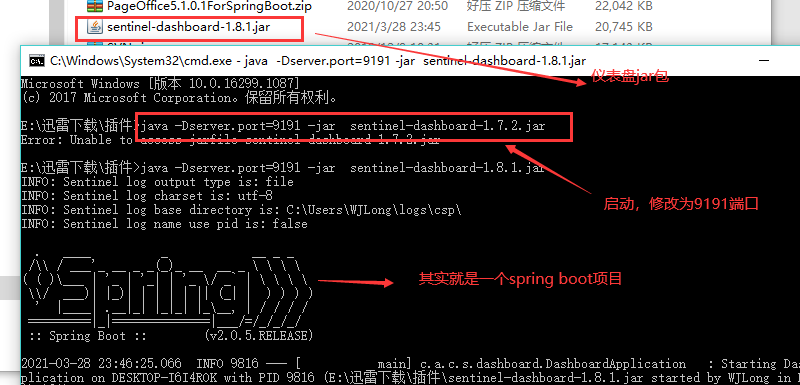 PageOffice5.1.0.1ForSpringBoot.zip 2020/10/27 20:50 好压 ZIP 压缩文件 22,042 KB
sentinel-dashboard-1.8.1.jar 2021/3/28 23:45 Executable Jar File 20,745 KB
好压 ZIP 压缩文件
C:\Windows\System32\cmd.exe - java -Dserver.port=9191 -jar sentinel-dashboard-1.8.1.jar
仪表盘jar包
Microsoft Windows [版本 10.0.16299.1087]
(c) 2017 Microsoft Corporation。保留所有权利。
E:\迅雷下载\插件>java -Dserver.port=9191 -jar sentinel-dashboard-1.7.2.jar
Error: Unable to access jarfile sentinel-dashboard-1.7.2.jar
E:\迅雷下载\插件>java -Dserver.port=9191 -jar sentinel-dashboard-1.8.1.jar
INFO: Sentinel log output type is: file
INFO: Sentinel log charset is: utf-8
INFO: Sentinel log base directory is: C:\Users\WJLong\logs\csp\
INFO: Sentinel log name use pid is: false
启动，修改为9191端口
其实就是一个spring boot项目
:: Spring Boot :: (v2.0.5.RELEASE)
2021-03-28 23:46:25.066 INFO 9816 --- [ main] c.a.c.s.dashboard.DashboardApplication : Starting Das
plication on DESKTOP-I6I4ROK with PID 9816 (E:\迅雷下载\插件\sentinel-dashboard-1.8.1.jar started by WJLong in